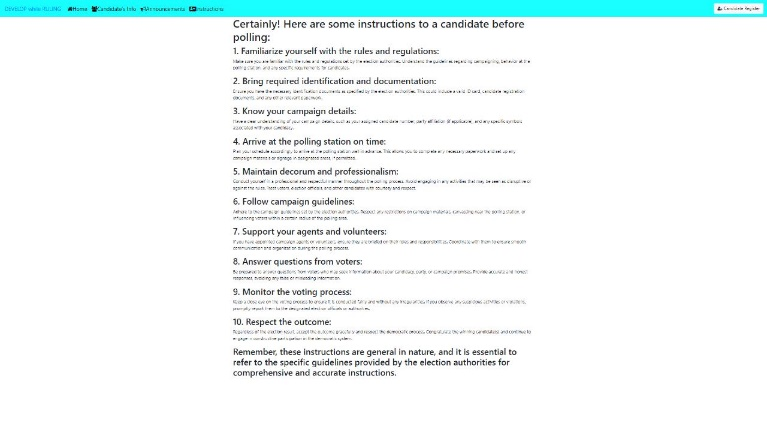 DEVELOP while RULING Home Candidate's Info Announcements Instructions Candidate Register
Certainly! Here are some instructions to a candidate before
polling:
1. Familiarize yourself with the rules and regulations:
Make sure you are familiar with the rules and regulations set by the election authorities. Understand the guidelines regarding campaigning, behavior at the
polling station, and any specific requirements for candidates.
2. Bring required identification and documentation:
Ensure you have the necessary identification documents as specified by the election authorities. This could include a valid ID card, candidate registration
documents, and any other relevant paperwork.
3. Know your campaign details:
Have a clear understanding of your campaign details, such as your assigned candidate number, party affiliation (if applicable), and any specific symbols
associated with your candidacy.
4. Arrive at the polling station on time:
Plan your schedule accordingly to arrive at the polling station well in advance. This allows you to complete any necessary paperwork and set up any
campaign materials or signage in designated areas, if permitted.
5. Maintain decorum and professionalism:
Conduct yourself in a professional and respectful manner throughout the polling process. Avoid engaging in any activities that may be seen as disruptive or
against the rules. Treat voters, election officials, and other candidates with courtesy and respect.
6. Follow campaign guidelines:
Adhere to the campaign guidelines set by the election authorities. Respect any restrictions on campaign materials, canvassing near the polling station, or
influencing voters within a certain radius of the polling area.
7. Support your agents and volunteers:
If you have appointed campaign agents or volunteers, ensure they are briefed on their roles and responsibilities. Coordinate with them to ensure smooth
communication and organization during the polling process.
8. Answer questions from voters:
Be prepared to answer questions from voters who may seek information about your candidacy, party, or campaign promises. Provide accurate and honest
responses, avoiding any false or misleading information.
9. Monitor the voting process:
Keep a close eye on the voting process to ensure it is conducted fairly and without any irregularities. If you observe any suspicious activities or violations,
promptly report them to the designated election officials or authorities.
10. Respect the outcome:
Regardless of the election result, accept the outcome gracefully and respect the democratic process. Congratulate the winning candidate(s) and continue to
engage in constructive participation in the democratic system.
Remember, these instructions are general in nature, and it is essential to
refer to the specific guidelines provided by the election authorities for
comprehensive and accurate instructions.